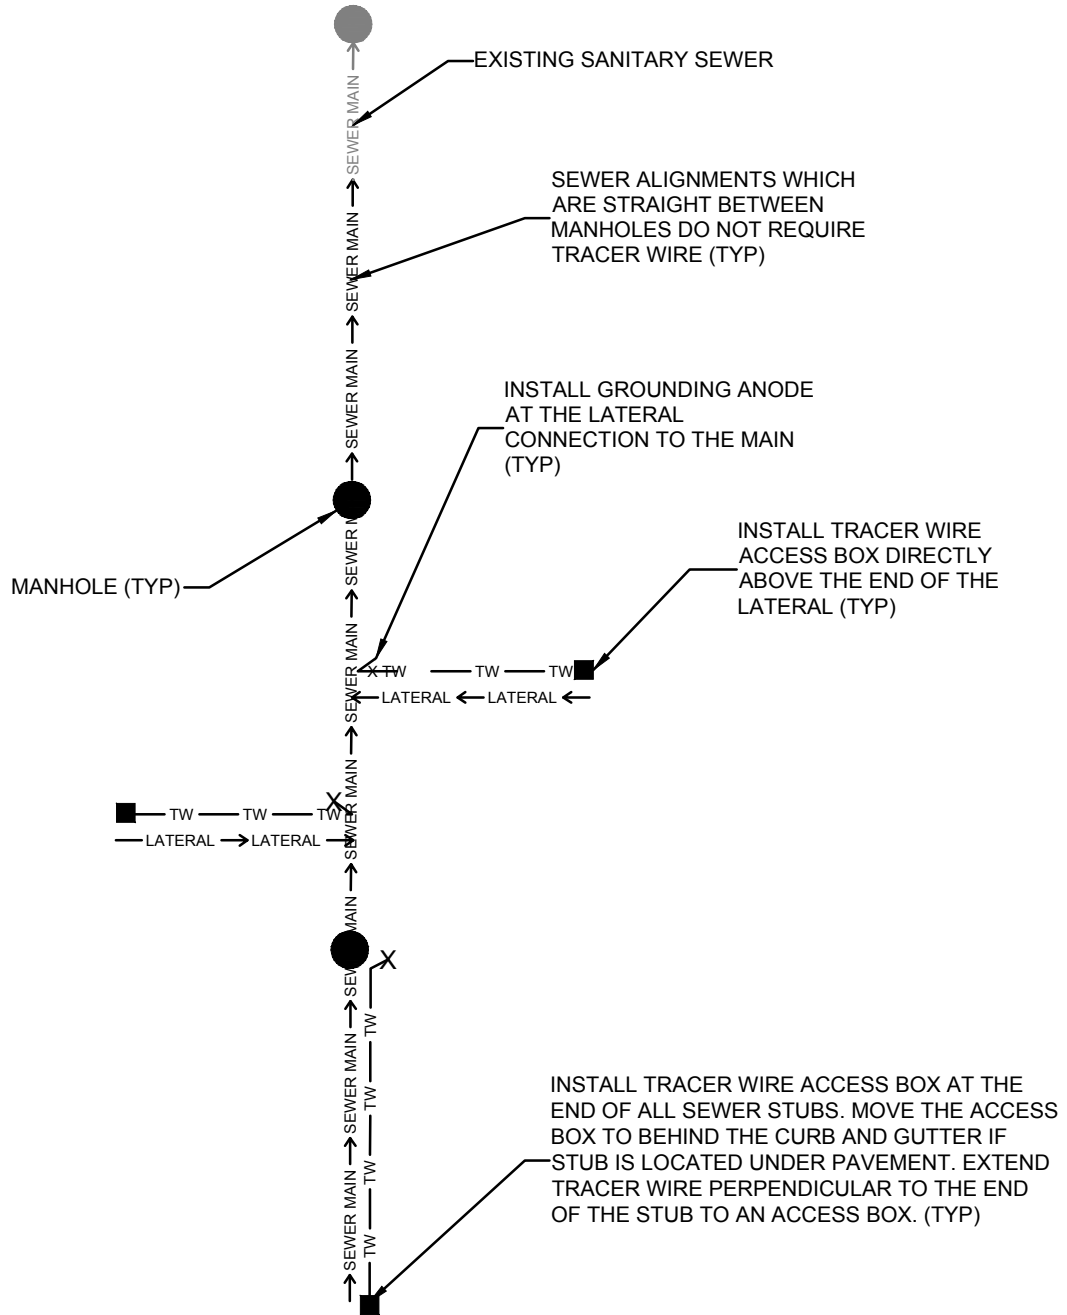 EXISTING SANITARY SEWER
SEWER MAIN
SEWER ALIGNMENTS WHICH
ARE STRAIGHT BETWEEN
MANHOLES DO NOT REQUIRE
TRACER WIRE (TYP)
SEWER MAIN
SEWER MAIN
INSTALL GROUNDING ANODE
AT THE LATERAL
CONNECTION TO THE MAIN
(TYP)
INSTALL TRACER WIRE
ACCESS BOX DIRECTLY
ABOVE THE END OF THE
LATERAL (TYP)
MANHOLE (TYP)
SEWER M
SEWER MAIN
X TW TW TW
LATERAL LATERAL
SEWER MAIN
X
TW TW TW
LATERAL LATERAL
SEWER MAIN
X
TW
TW
TW
TW
SEWER MAIN
SEWER MAIN
INSTALL TRACER WIRE ACCESS BOX AT THE
END OF ALL SEWER STUBS. MOVE THE ACCESS
BOX TO BEHIND THE CURB AND GUTTER IF
STUB IS LOCATED UNDER PAVEMENT. EXTEND
TRACER WIRE PERPENDICULAR TO THE END
OF THE STUB TO AN ACCESS BOX. (TYP)